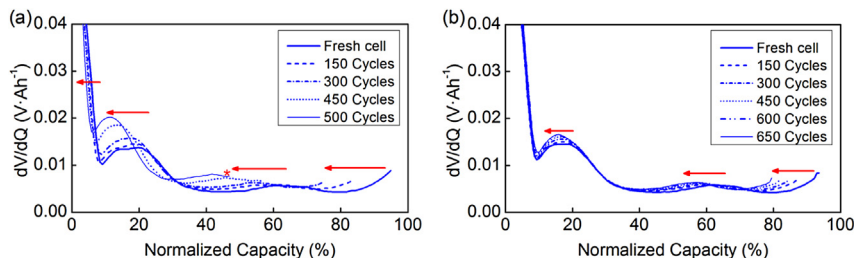 (a)
0.04
0.03
0.02
0.01
0.00
dV/dQ (V·Ah⁻¹)
Fresh cell
150 Cycles
300 Cycles
450 Cycles
500 Cycles
*
0 20 40 60 80 100
Normalized Capacity (%)
(b)
0.04
0.03
0.02
0.01
0.00
dV/dQ (V·Ah⁻¹)
Fresh cell
150 Cycles
300 Cycles
450 Cycles
600 Cycles
650 Cycles
0 20 40 60 80 100
Normalized Capacity (%)